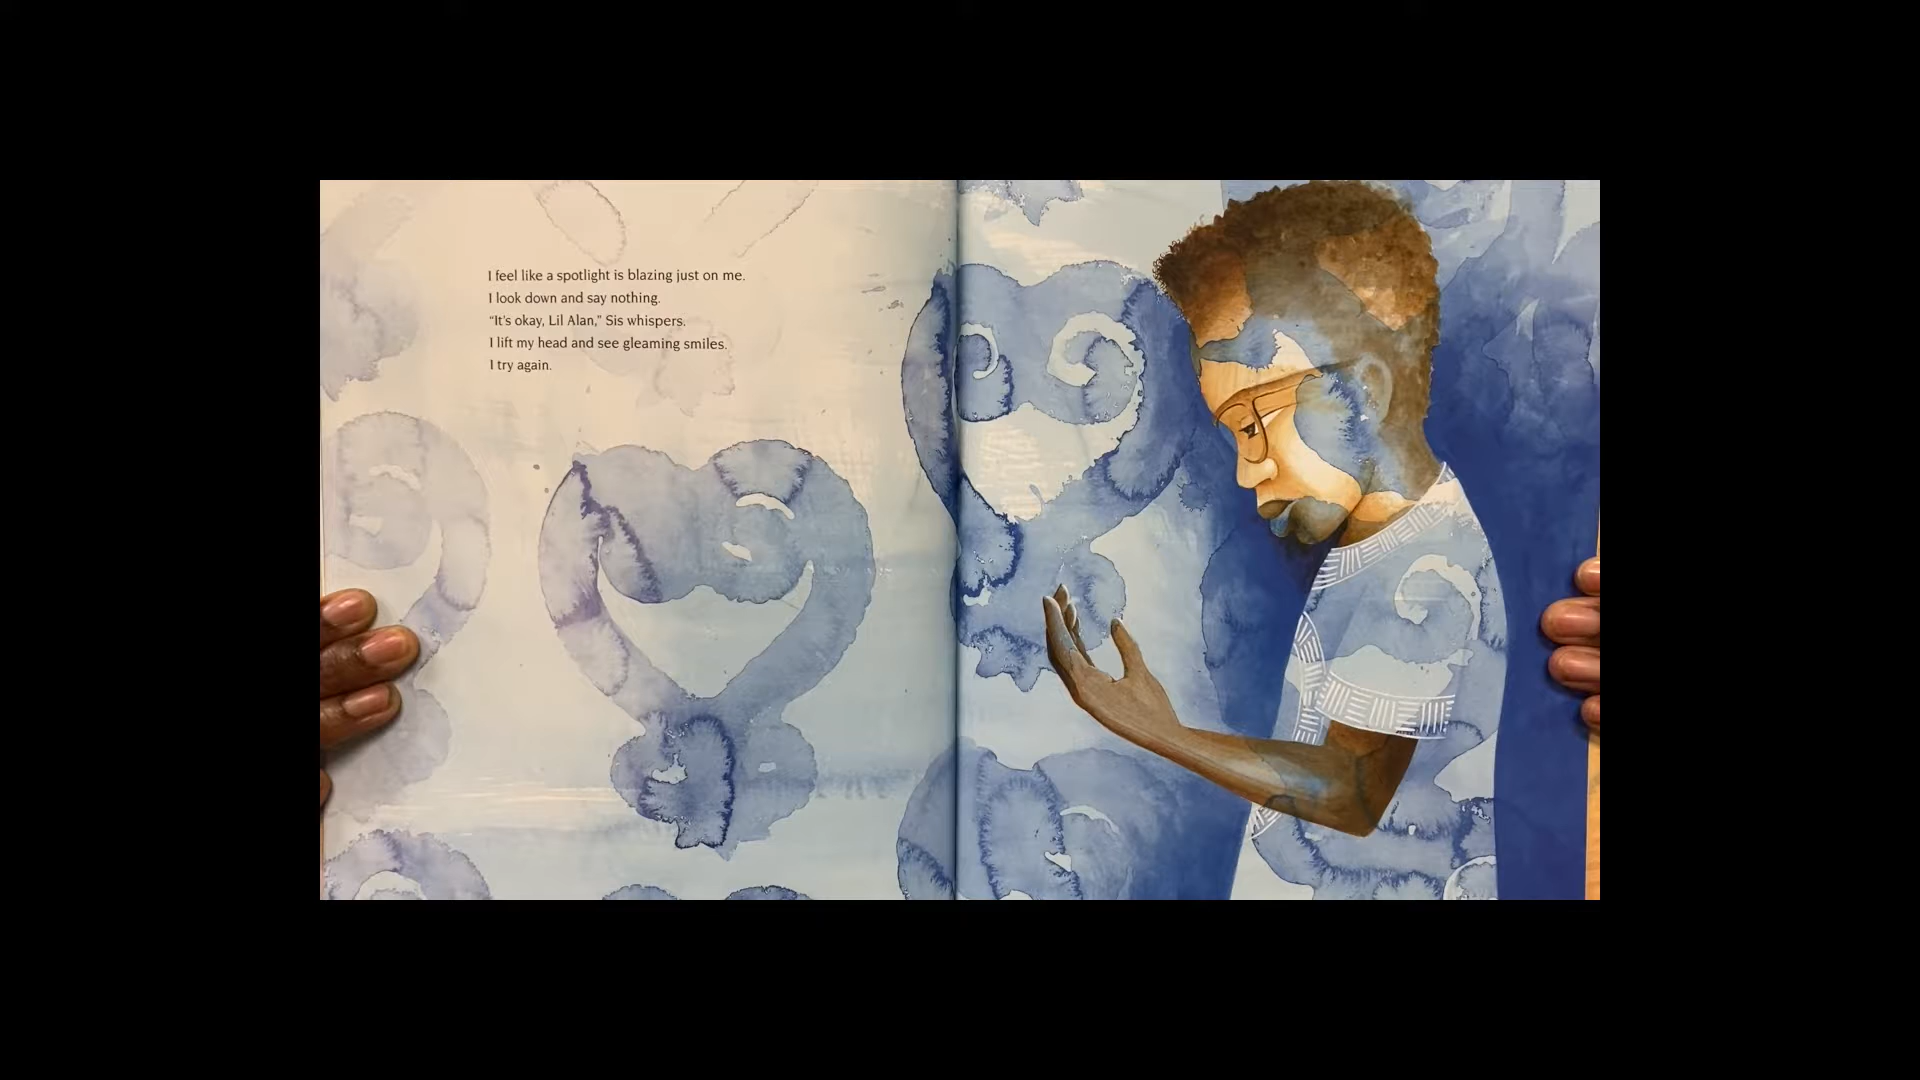 I feel like a spotlight is blazing just on me.
I look down and say nothing.
“It’s okay, Lil Alan,” Sis whispers.
I lift my head and see gleaming smiles.
I try again.